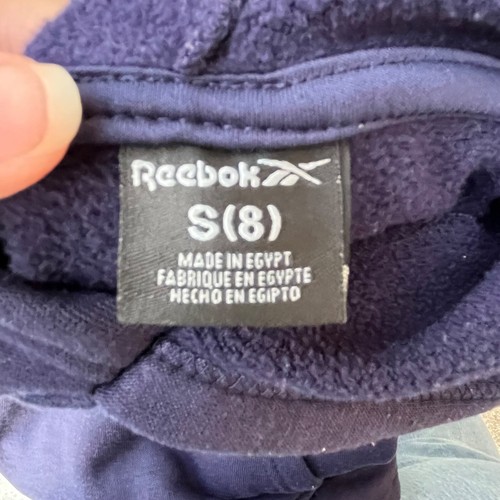 Reebok
S(8)
MADE IN EGYPT
FABRIQUE EN EGYPTE
HECHO EN EGIPTO